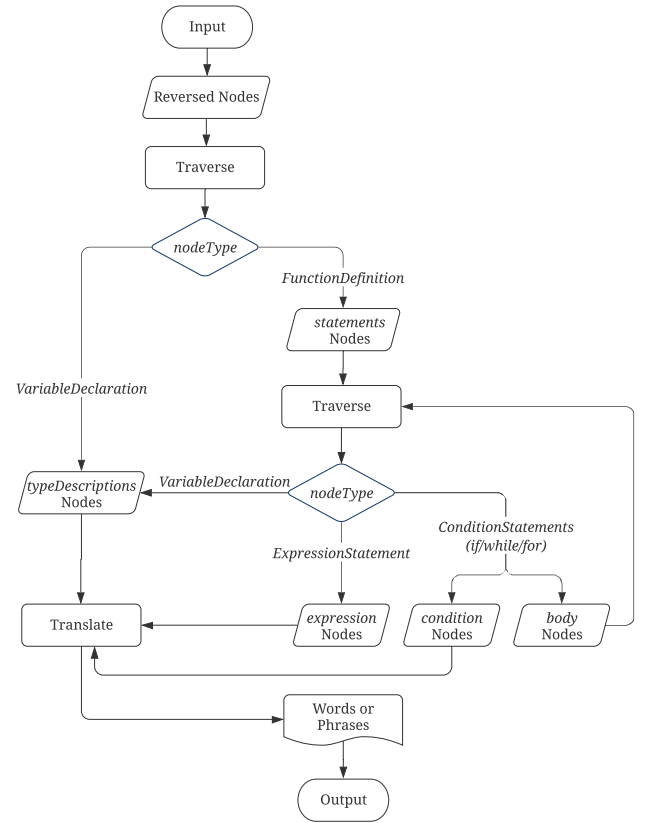 Input
Reversed Nodes
Traverse
nodeType
FunctionDefinition
statements
Nodes
VariableDeclaration
Traverse
typeDescriptions
Nodes
VariableDeclaration
nodeType
ConditionStatements
(if/while/for)
ExpressionStatement
Translate
expression
Nodes
condition
Nodes
body
Nodes
Words or
Phrases
Output